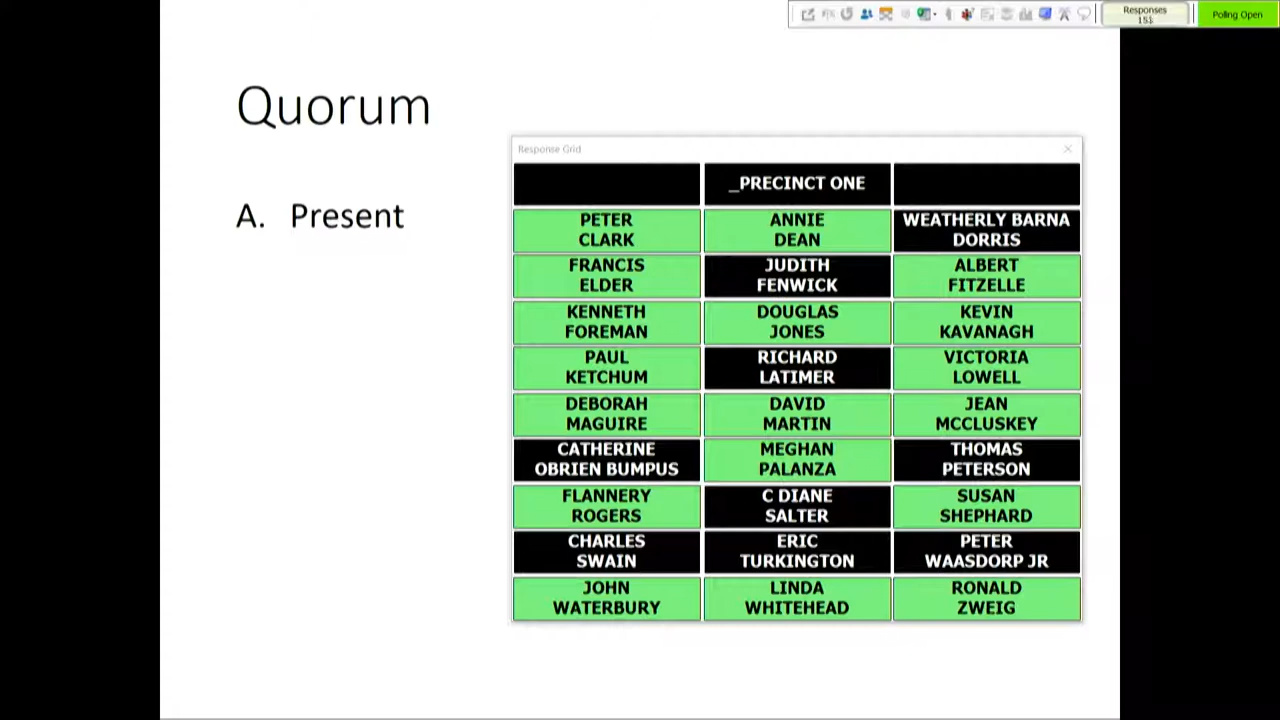 Responses
Polling Open
Quorum
A. Present
Response Grid
_PRECINCT ONE
PETER
CLARK
ANNIE
DEAN
WEATHERLY BARNA
DORRIS
FRANCIS
ELDER
JUDITH
FENWICK
ALBERT
FITZELLE
KENNETH
FOREMAN
DOUGLAS
JONES
KEVIN
KAVANAGH
PAUL
KETCHUM
RICHARD
LATIMER
VICTORIA
LOWELL
DEBORAH
MAGUIRE
DAVID
MARTIN
JEAN
MCCLUSKEY
CATHERINE
OBRIEN BUMPUS
MEGHAN
PALANZA
THOMAS
PETERSON
FLANNERY
ROGERS
C DIANE
SALTER
SUSAN
SHEPHARD
CHARLES
SWAIN
ERIC
TURKINGTON
PETER
WAASDORP JR
JOHN
WATERBURY
LINDA
WHITEHEAD
RONALD
ZWEIG